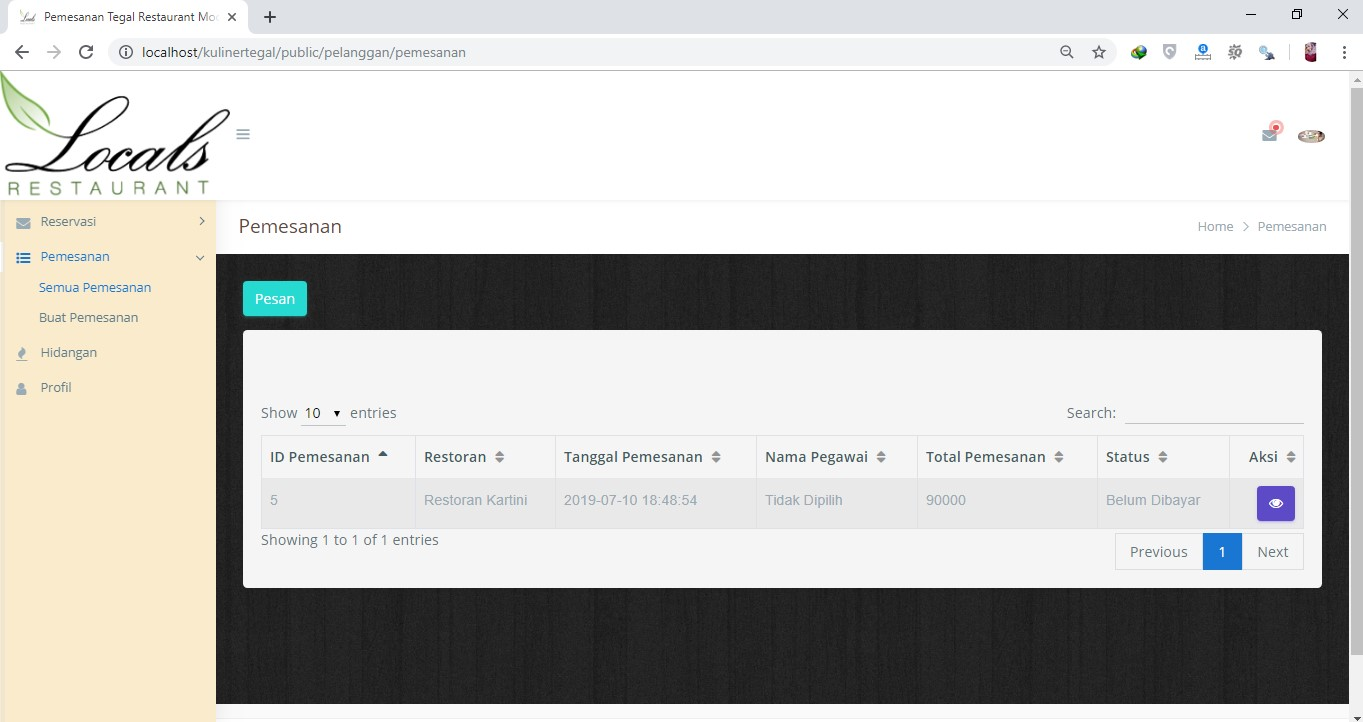 Pemesanan Tegal Restaurant Mo
localhost/kulinertegal/public/pelanggan/pemesanan
Locals
RESTAURANT
Reservasi
Pemesanan
Semua Pemesanan
Buat Pemesanan
Hidangan
Profil
Pemesanan
Home > Pemesanan
Pesan
Show 10 entries
Search:
ID Pemesanan Restoran Tanggal Pemesanan Nama Pegawai Total Pemesanan Status Aksi
5 Restoran Kartini 2019-07-10 18:48:54 Tidak Dipilih 90000 Belum Dibayar
Showing 1 to 1 of 1 entries
Previous 1 Next